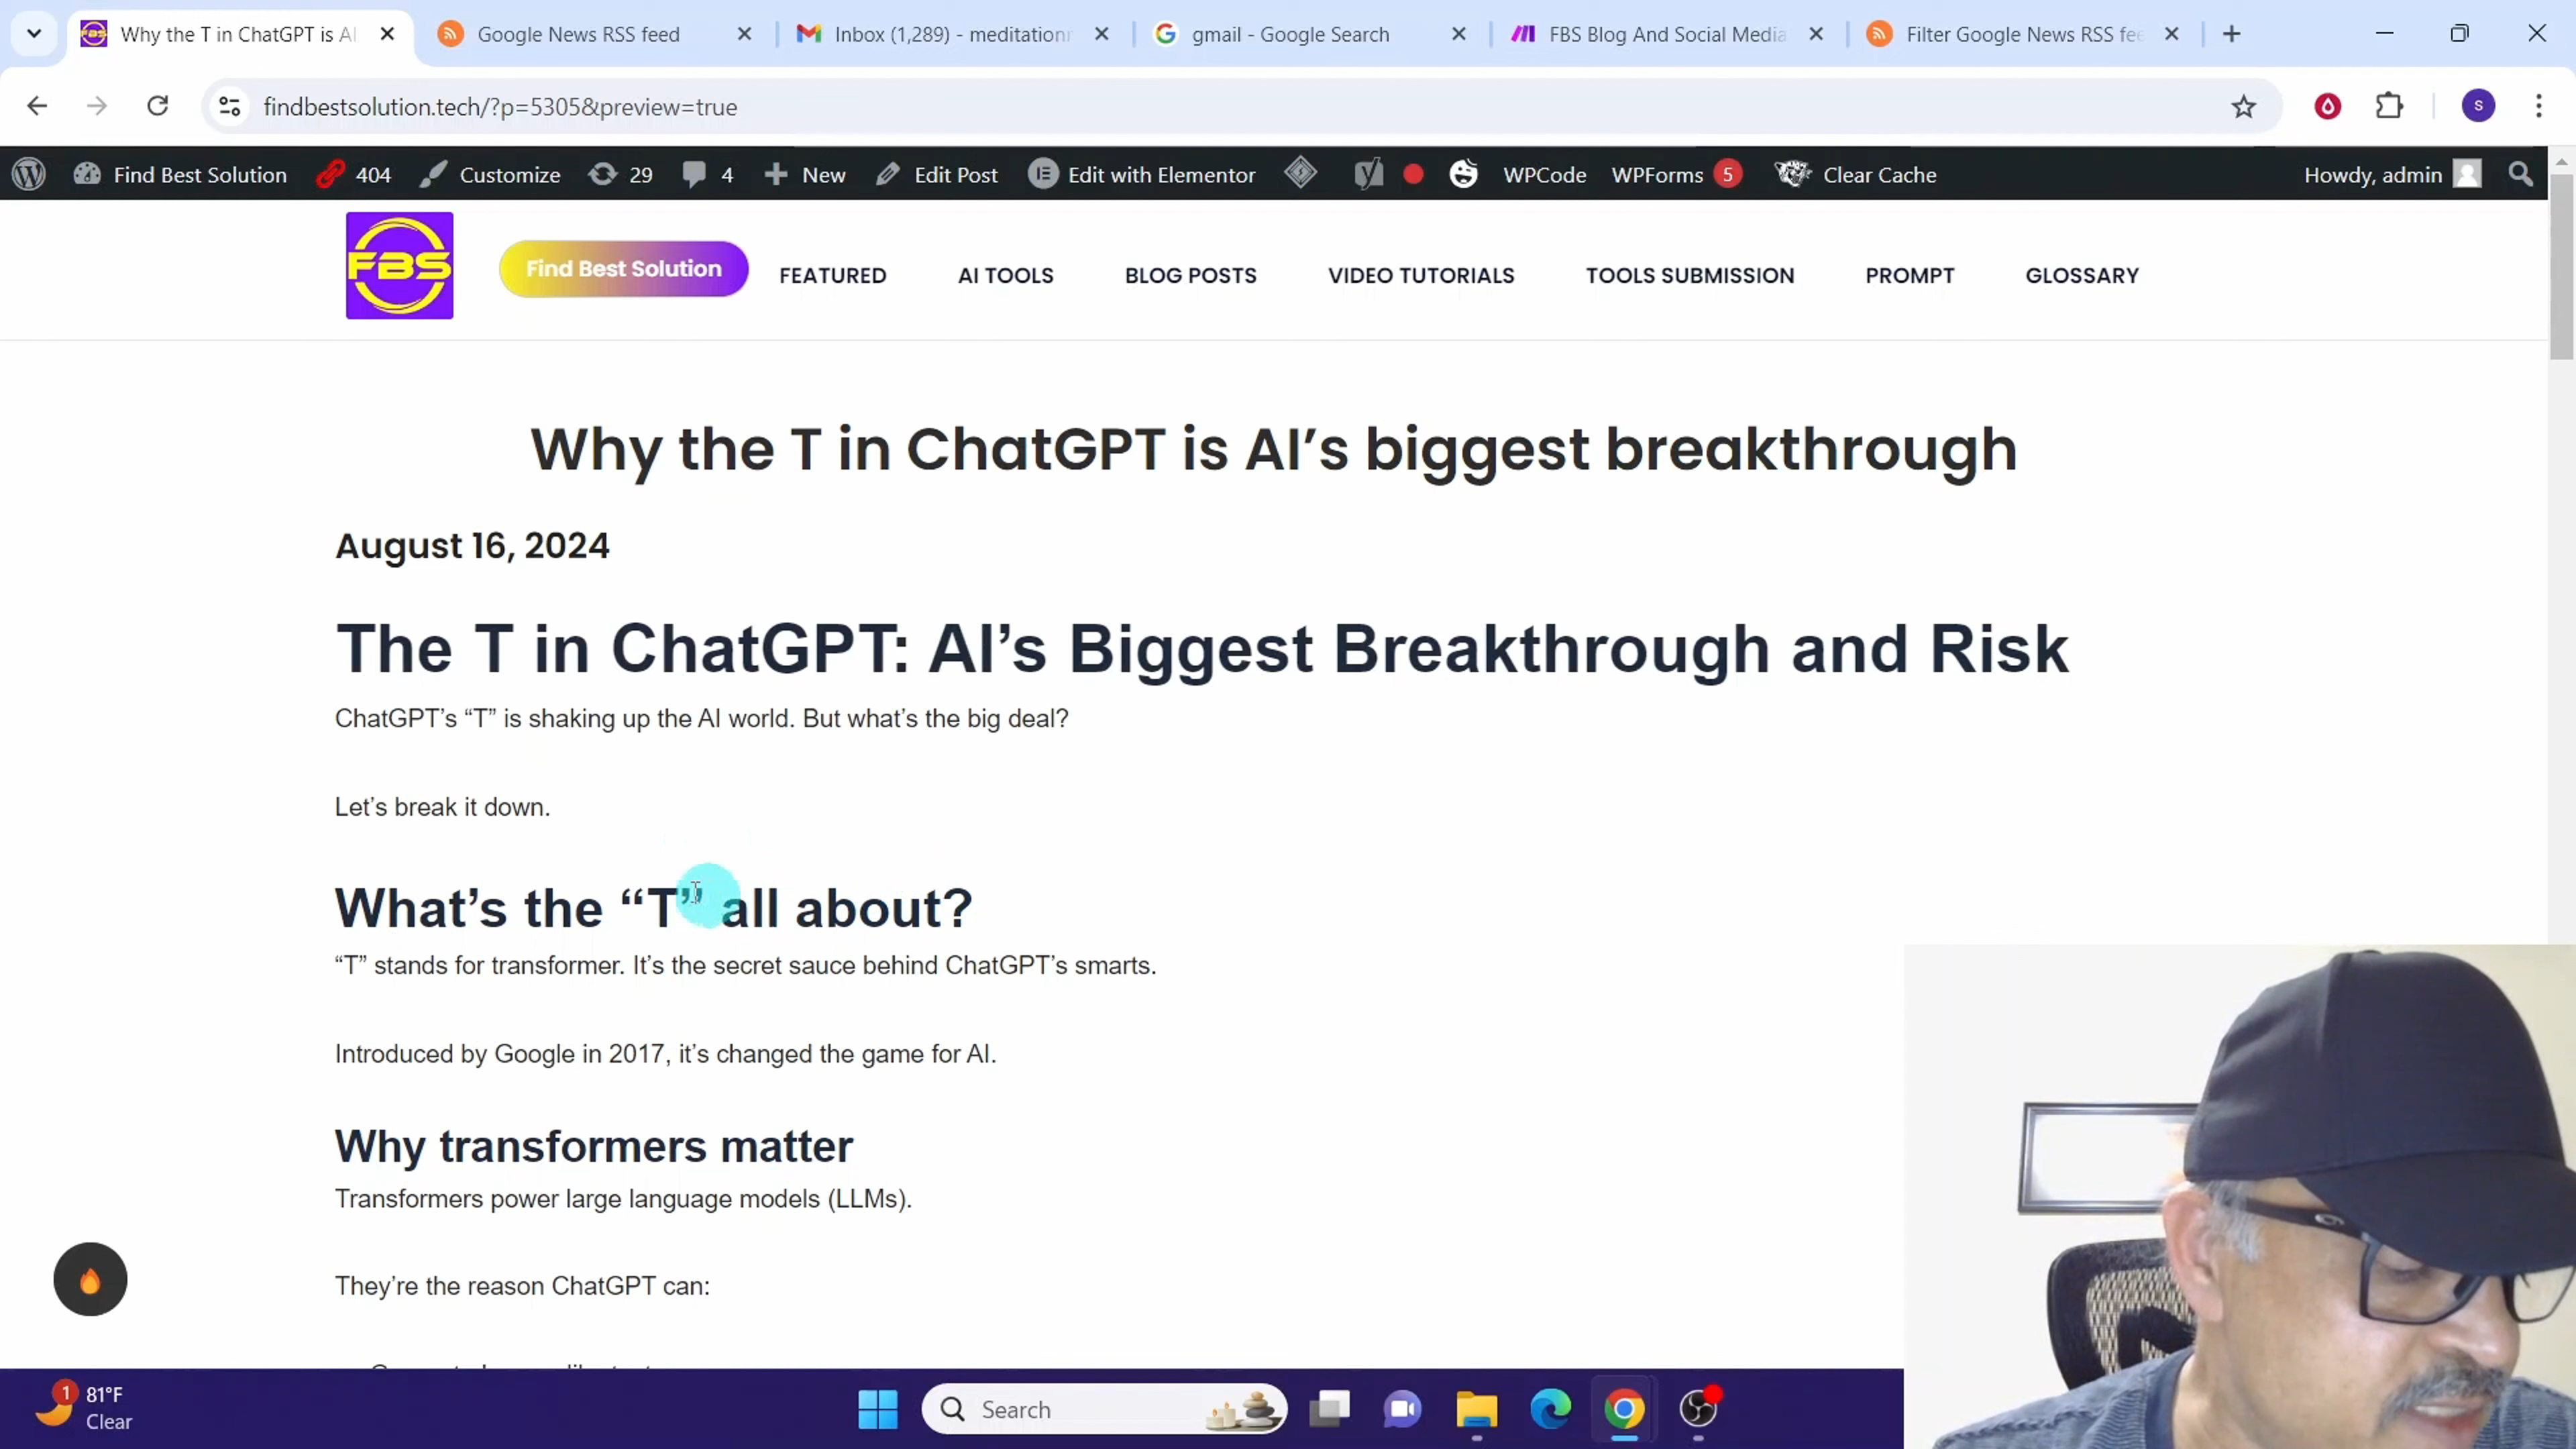 Why the T in ChatGPT is AI
Google News RSS feed
Inbox (1,289) - meditation
gmail - Google Search
FBS Blog And Social Media
Filter Google News RSS fee
findbestsolution.tech/?p=5305&preview=true
S
Find Best Solution
404
Customize
29
4
New
Edit Post
Edit with Elementor
WPCode
WPForms 5
Clear Cache
Howdy, admin
FBS
Find Best Solution
FEATURED
AI TOOLS
BLOG POSTS
VIDEO TUTORIALS
TOOLS SUBMISSION
PROMPT
GLOSSARY
Why the T in ChatGPT is AI’s biggest breakthrough
August 16, 2024
The T in ChatGPT: AI’s Biggest Breakthrough and Risk
ChatGPT’s “T” is shaking up the AI world. But what’s the big deal?
Let’s break it down.
What’s the “T” all about?
“T” stands for transformer. It’s the secret sauce behind ChatGPT’s smarts.
Introduced by Google in 2017, it’s changed the game for AI.
Why transformers matter
Transformers power large language models (LLMs).
They’re the reason ChatGPT can:
1
81°F
Clear
Search